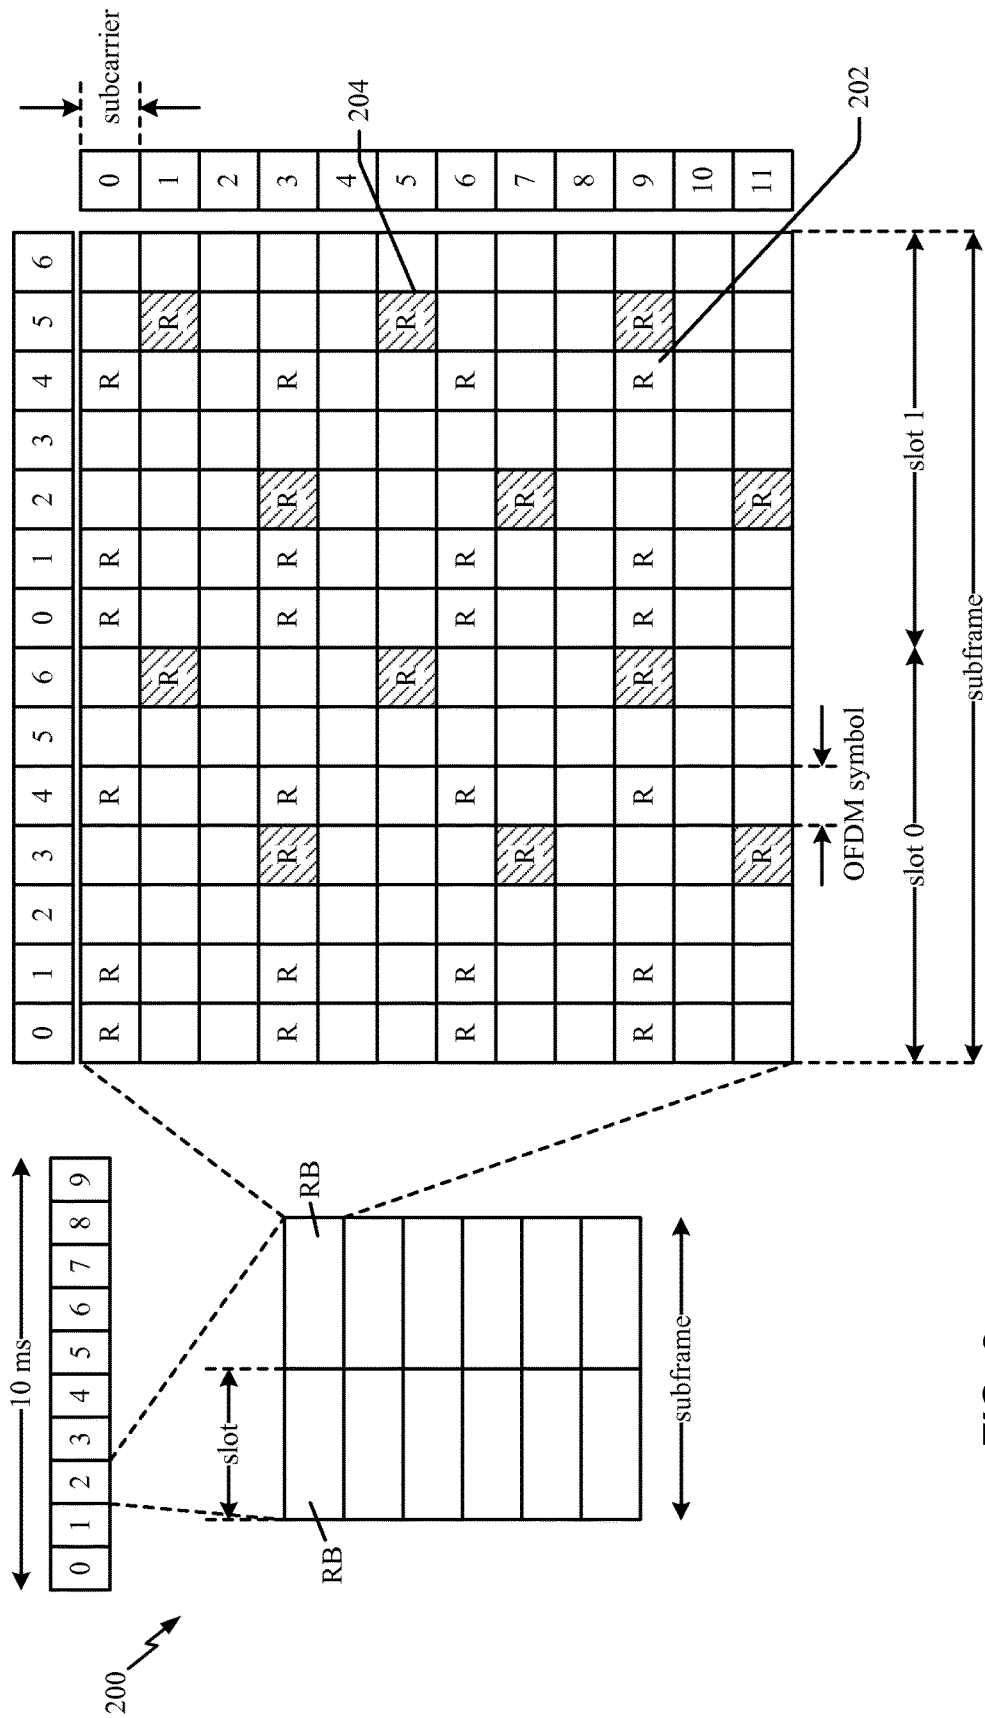 10 ms
0 1 2 3 4 5 6 7 8 9
200
slot
RB
RB
subframe
0 1 2 3 4 5 6 0 1 2 3 4 5 6
subcarrier
R R R R R R 0
R R 1
2
R R R R R R R R 3
4
R R 5
204
R R R R R R 6
R R 7
8
R R R R R R R R 9
10
R R 11
202
OFDM symbol
slot 0 slot 1
subframe